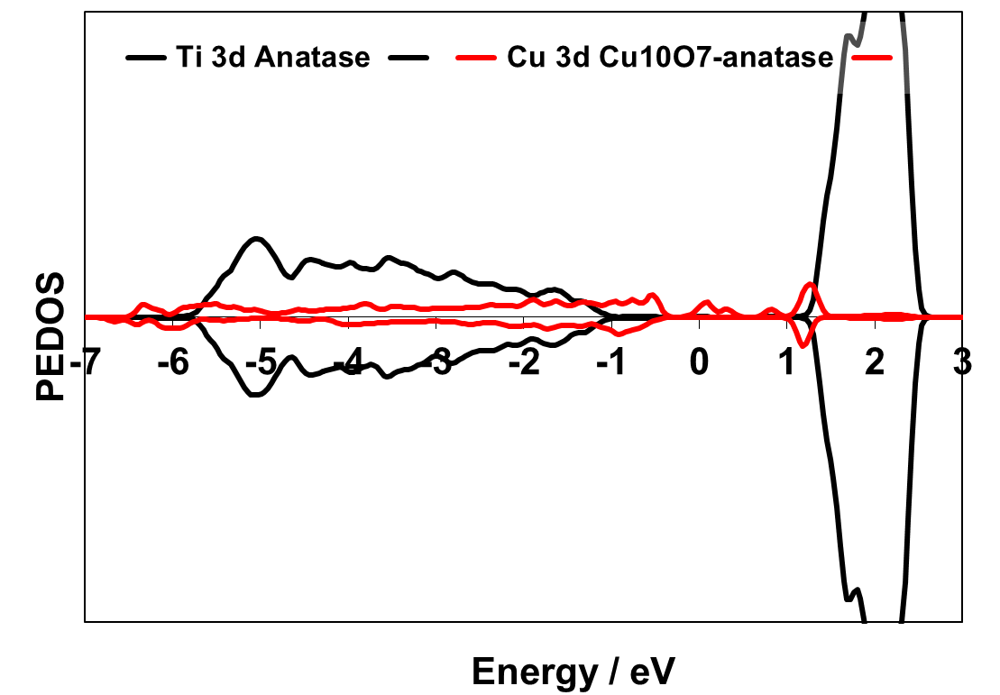 Ti 3d Anatase Cu 3d Cu10O7-anatase
PEDOS
-7 -6 -5 -4 -3 -2 -1 0 1 2 3
Energy / eV